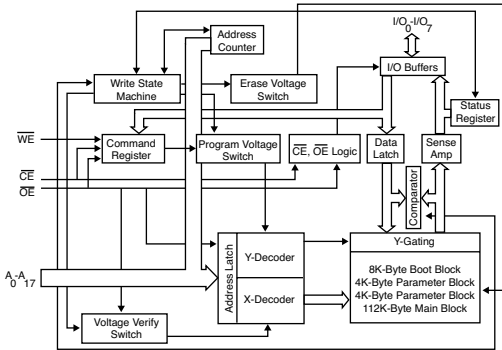 Address
Counter
I/O0-I/O7
I/O Buffers
Write State
Machine
Erase Voltage
Switch
Status
Register
WE
Command
Register
Program Voltage
Switch
CE, OE Logic
Data
Latch
Sense
Amp
CE
OE
Comparator
A0-A17
Address Latch
Y-Decoder
X-Decoder
Y-Gating
8K-Byte Boot Block
4K-Byte Parameter Block
4K-Byte Parameter Block
112K-Byte Main Block
Voltage Verify
Switch